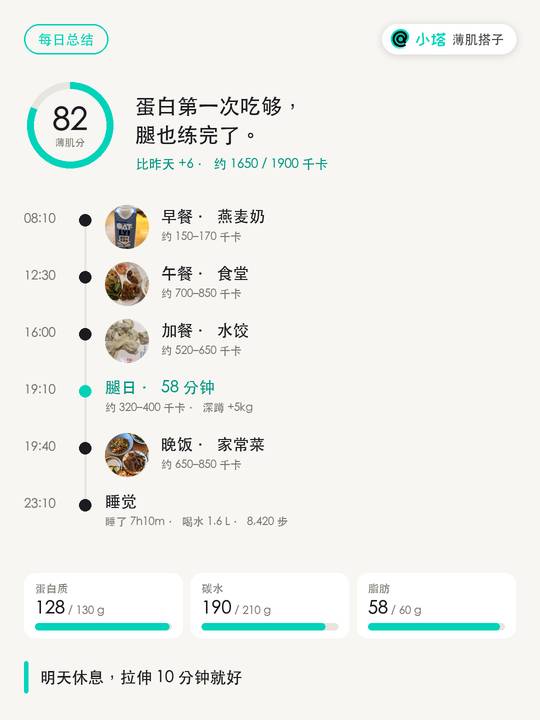 每日总结
小塔 薄肌搭子
82
薄肌分
蛋白第一次吃够，
腿也练完了。
比昨天 +6 · 约 1650 / 1900 千卡
08:10
早餐 · 燕麦奶
约 150–170 千卡
12:30
午餐 · 食堂
约 700–850 千卡
16:00
加餐 · 水饺
约 520–650 千卡
19:10
腿日 · 58 分钟
约 320–400 千卡 · 深蹲 +5kg
19:40
晚饭 · 家常菜
约 650–850 千卡
23:10
睡觉
睡了 7h10m · 喝水 1.6 L · 8,420 步
蛋白质
128 / 130 g
碳水
190 / 210 g
脂肪
58 / 60 g
明天休息，拉伸 10 分钟就好